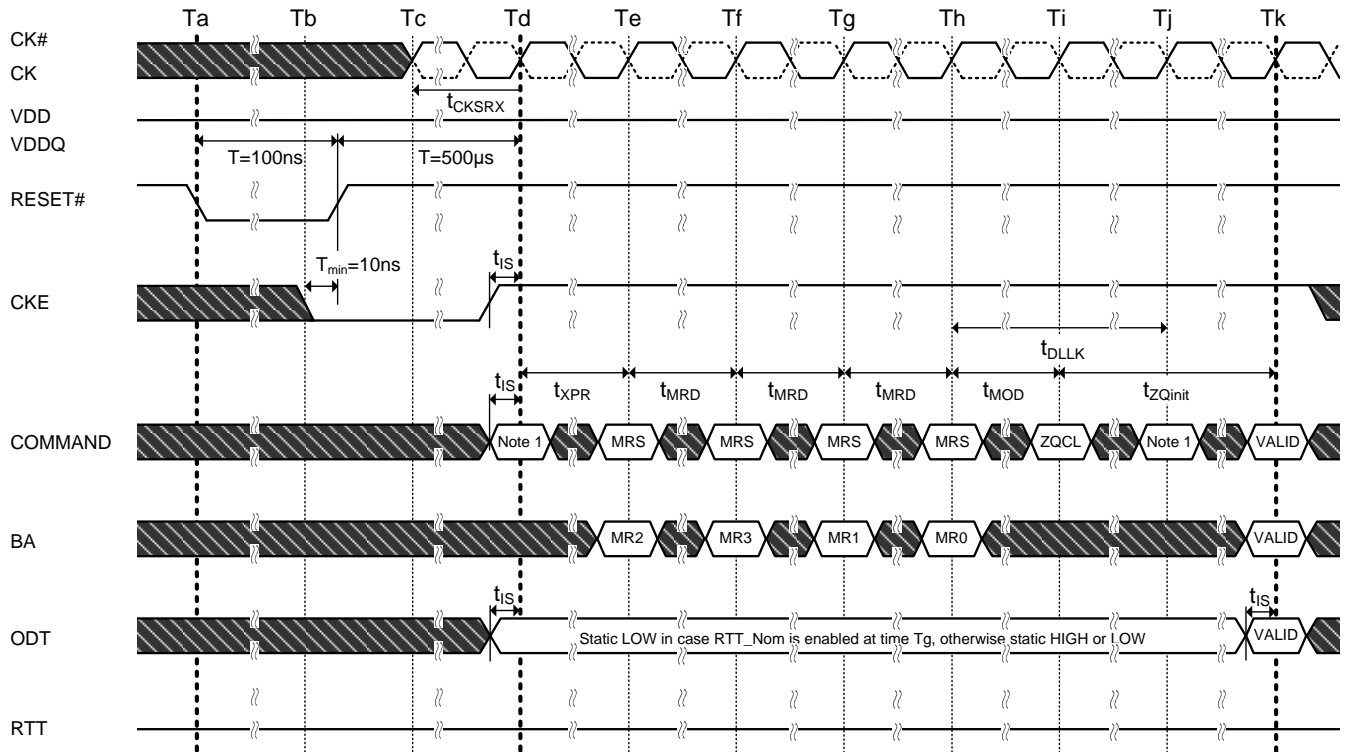 Ta Tb Tc Td Te Tf Tg Th Ti Tj Tk
CK#
CK
tCKSRX
VDD
VDDQ
T=100ns T=500µs
RESET#
Tmin=10ns tIS
CKE
tDLLK
tIS tXPR tMRD tMRD tMRD tMOD tZQinit
COMMAND Note 1 MRS MRS MRS MRS ZQCL Note 1 VALID
BA MR2 MR3 MR1 MR0 VALID
tIS tIS
ODT Static LOW in case RTT_Nom is enabled at time Tg, otherwise static HIGH or LOW VALID
RTT